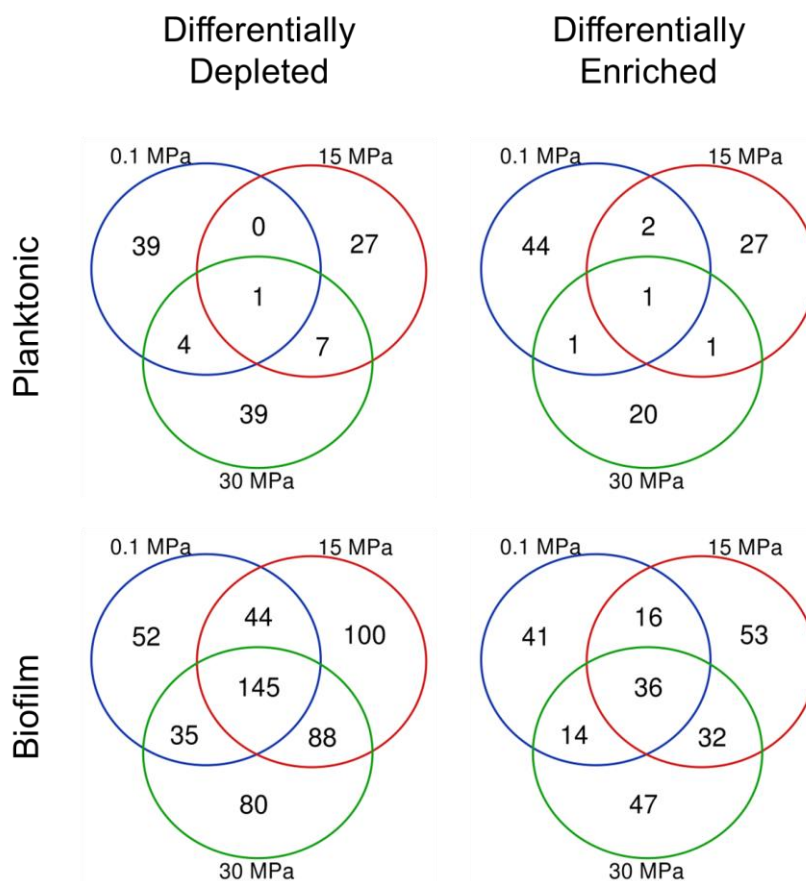 Differentially
Depleted
Differentially
Enriched
Planktonic
0.1 MPa
15 MPa
39
0
27
1
4
7
39
30 MPa
0.1 MPa
15 MPa
44
2
27
1
1
1
20
30 MPa
Biofilm
0.1 MPa
15 MPa
52
44
100
145
35
88
80
30 MPa
0.1 MPa
15 MPa
41
16
53
36
14
32
47
30 MPa